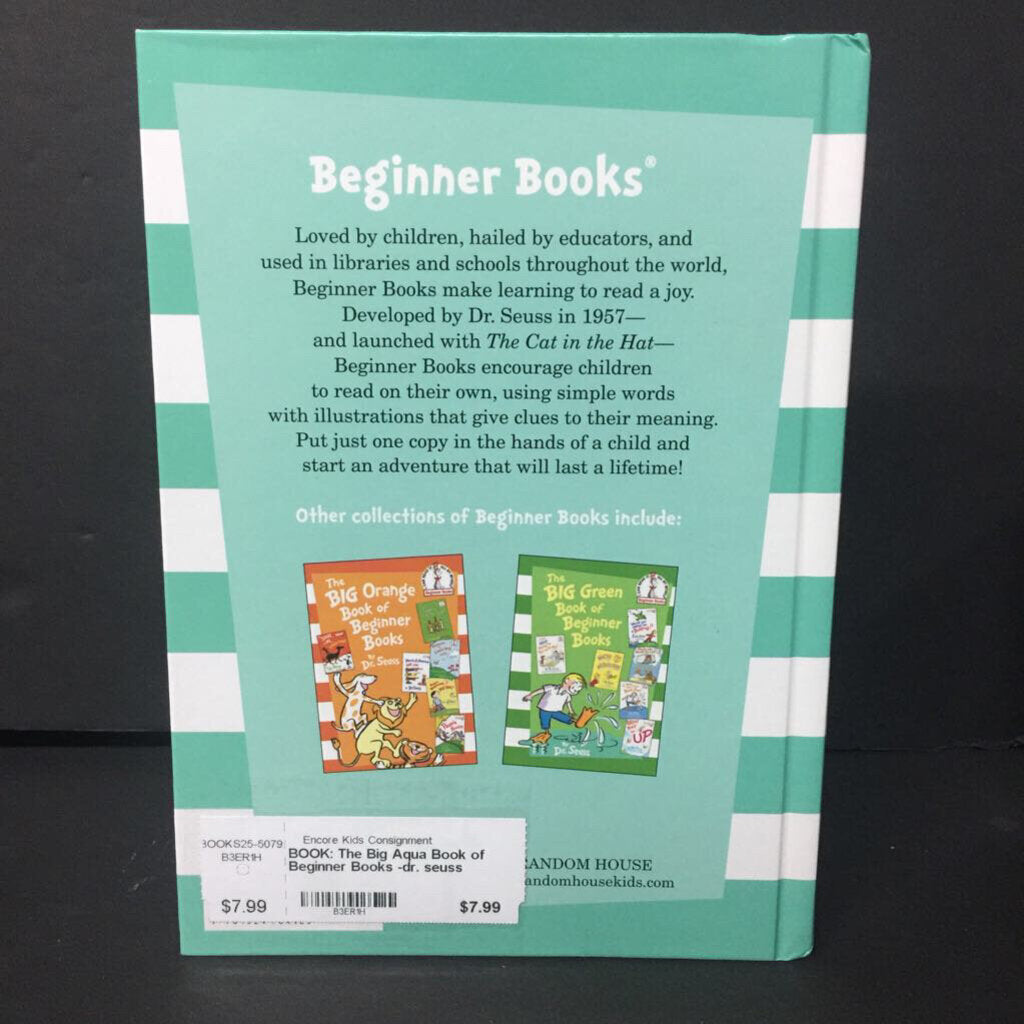 Beginner Books®
Loved by children, hailed by educators, and
used in libraries and schools throughout the world,
Beginner Books make learning to read a joy.
Developed by Dr. Seuss in 1957—
and launched with The Cat in the Hat—
Beginner Books encourage children
to read on their own, using simple words
with illustrations that give clues to their meaning.
Put just one copy in the hands of a child and
start an adventure that will last a lifetime!
Other collections of Beginner Books include:
The
BIG Orange
Book of
Beginner
Books
by
Dr. Seuss
The
BIG Green
Book of
Beginner
Books
UP
Dr. Seuss
BOOKS25-5079
B3ER1H
$7.99
Encore Kids Consignment
BOOK: The Big Aqua Book of
Beginner Books -dr. seuss
B3ER1H
$7.99
RANDOM HOUSE
randomhousekids.com